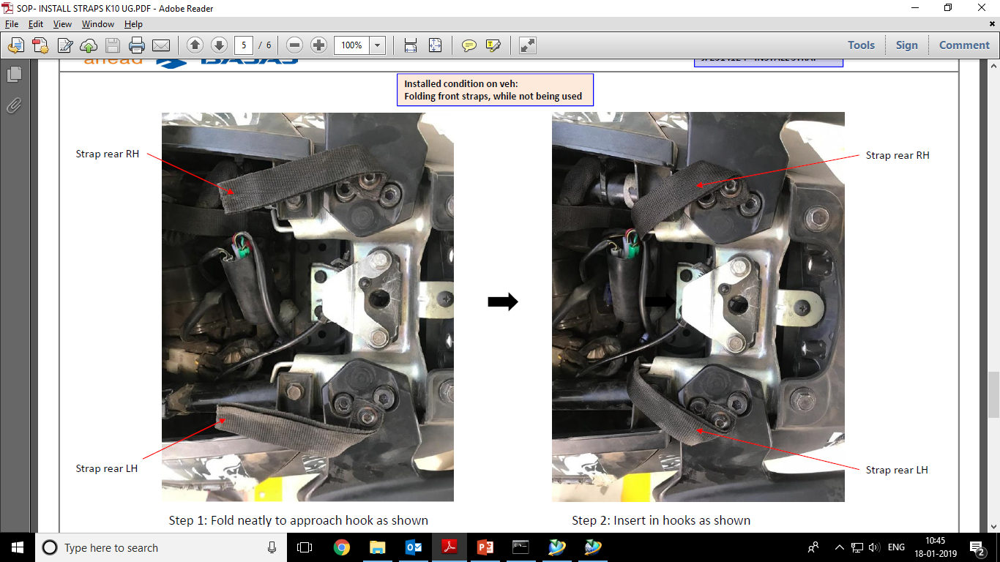 SOP- INSTALL STRAPS K10 UG.PDF - Adobe Reader
File Edit View Window Help
5 / 6
100%
Tools Sign Comment
ahead BAJAJ
INSTALL STRAP
Installed condition on veh:
Folding front straps, while not being used
Strap rear RH
Strap rear RH
Strap rear LH
Strap rear LH
Step 1: Fold neatly to approach hook as shown
Step 2: Insert in hooks as shown
Type here to search
ENG
10:45
18-01-2019
2